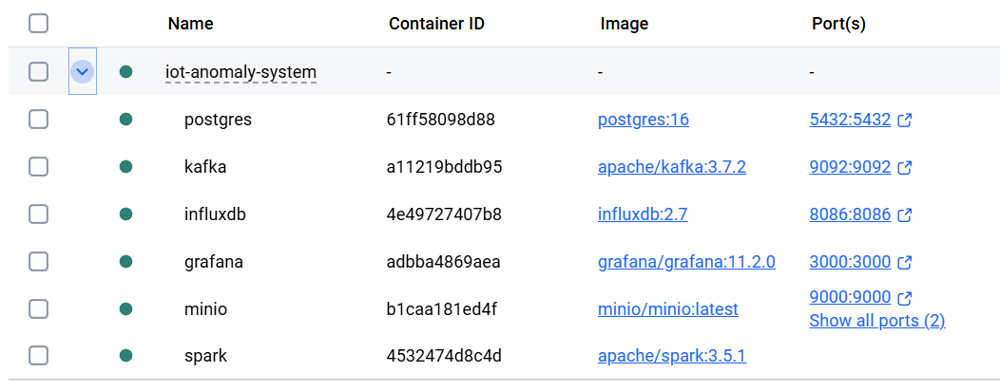 Name Container ID Image Port(s)
iot-anomaly-system - - -
postgres 61ff58098d88 postgres:16 5432:5432
kafka a11219bddb95 apache/kafka:3.7.2 9092:9092
influxdb 4e49727407b8 influxdb:2.7 8086:8086
grafana adbba4869aea grafana/grafana:11.2.0 3000:3000
minio b1caa181ed4f minio/minio:latest 9000:9000
Show all ports (2)
spark 4532474d8c4d apache/spark:3.5.1